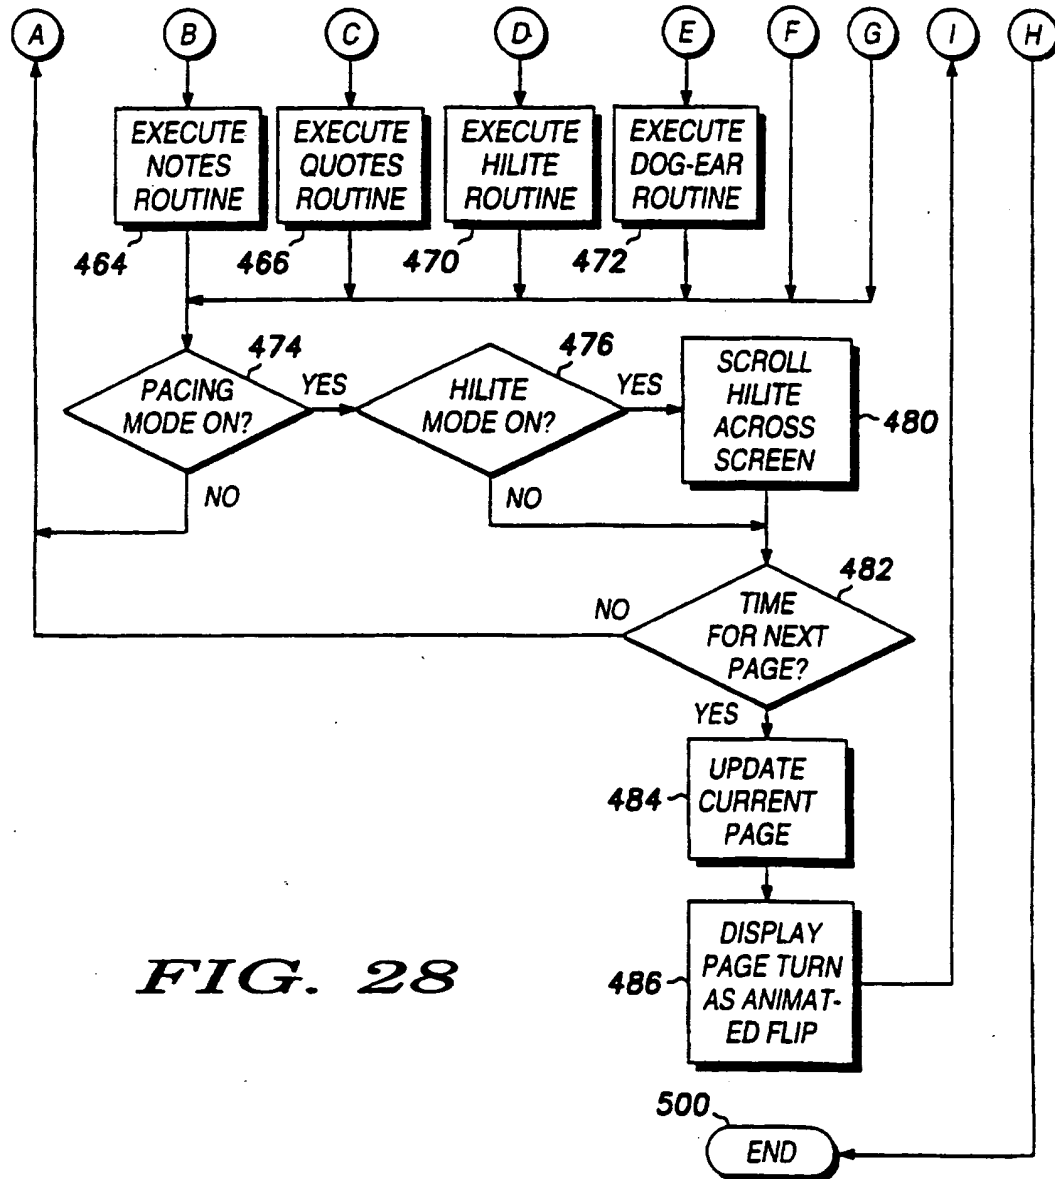 A B C D E F G I H
EXECUTE
NOTES
ROUTINE
464
EXECUTE
QUOTES
ROUTINE
466
EXECUTE
HILITE
ROUTINE
470
EXECUTE
DOG-EAR
ROUTINE
472
PACING
MODE ON?
474
YES
NO
HILITE
MODE ON?
476
YES
NO
SCROLL
HILITE
ACROSS
SCREEN
480
TIME
FOR NEXT
PAGE?
482
NO
YES
UPDATE
CURRENT
PAGE
484
DISPLAY
PAGE TURN
AS ANIMAT-
ED FLIP
486
FIG. 28
500
END